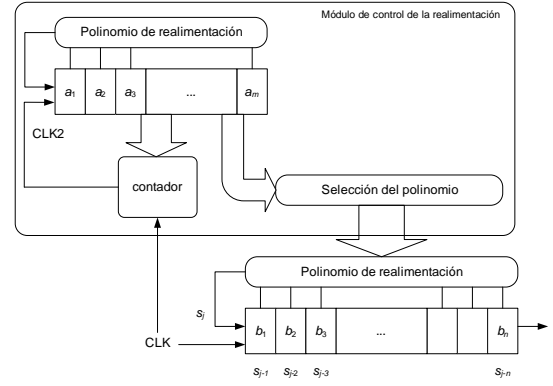 Módulo de control de la realimentación
Polinomio de realimentación
a1 a2 a3 ... am
CLK2
contador
Selección del polinomio
Polinomio de realimentación
sj
b1 b2 b3 ... bn
CLK
sj-1 sj-2 sj-3 sj-n